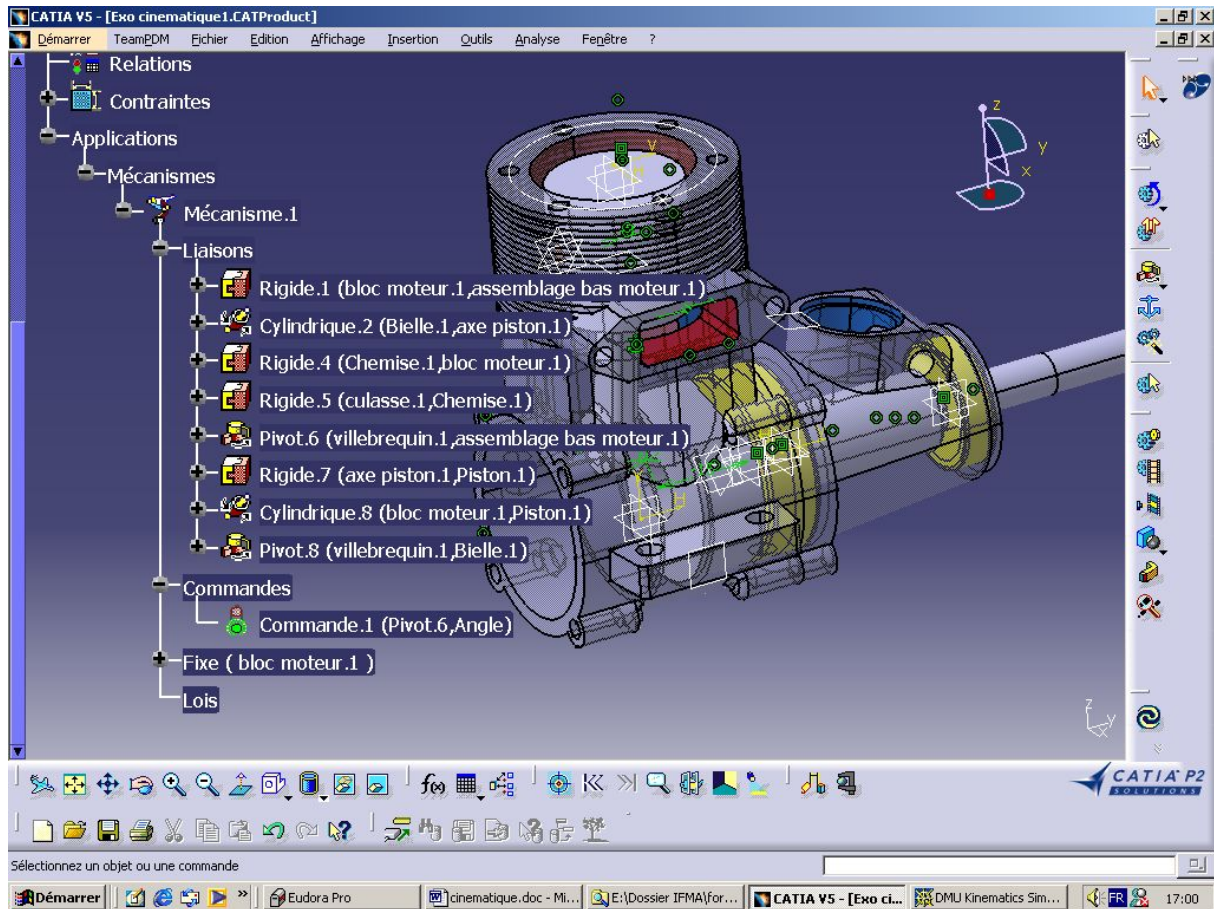 CATIA V5 - [Exo cinematique1.CATProduct]
Démarrer TeamPDM Fichier Edition Affichage Insertion Outils Analyse Fenêtre ?
Relations
Contraintes
Applications
Mécanismes
Mécanisme.1
Liaisons
Rigide.1 (bloc moteur.1,assemblage bas moteur.1)
Cylindrique.2 (Bielle.1,axe piston.1)
Rigide.4 (Chemise.1,bloc moteur.1)
Rigide.5 (culasse.1,Chemise.1)
Pivot.6 (villebrequin.1,assemblage bas moteur.1)
Rigide.7 (axe piston.1,Piston.1)
Cylindrique.8 (bloc moteur.1,Piston.1)
Pivot.8 (villebrequin.1,Bielle.1)
Commandes
Commande.1 (Pivot.6,Angle)
Fixe ( bloc moteur.1 )
Lois
z
y
x
z
y
x
f(x)
CATIA P2
SOLUTIONS
Sélectionnez un objet ou une commande
Démarrer » Eudora Pro cinematique.doc - Mi... E:\Dossier IFMA\for... CATIA V5 - [Exo ci... DMU Kinematics Sim... FR 17:00